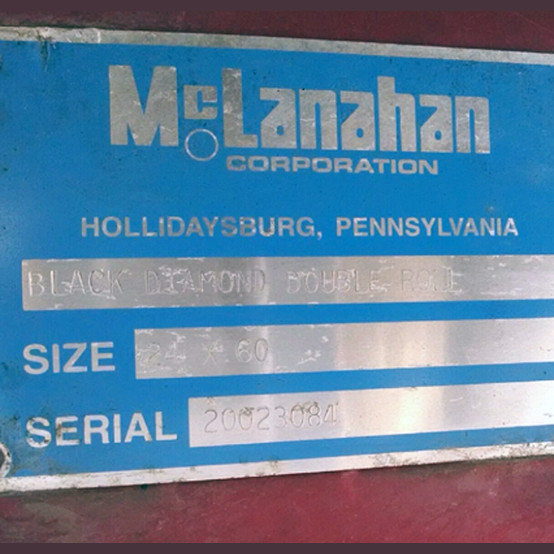 McLanahan
CORPORATION
HOLLIDAYSBURG, PENNSYLVANIA
BLACK DIAMOND DOUBLE ROLL
SIZE 24 X 60
SERIAL 20023084